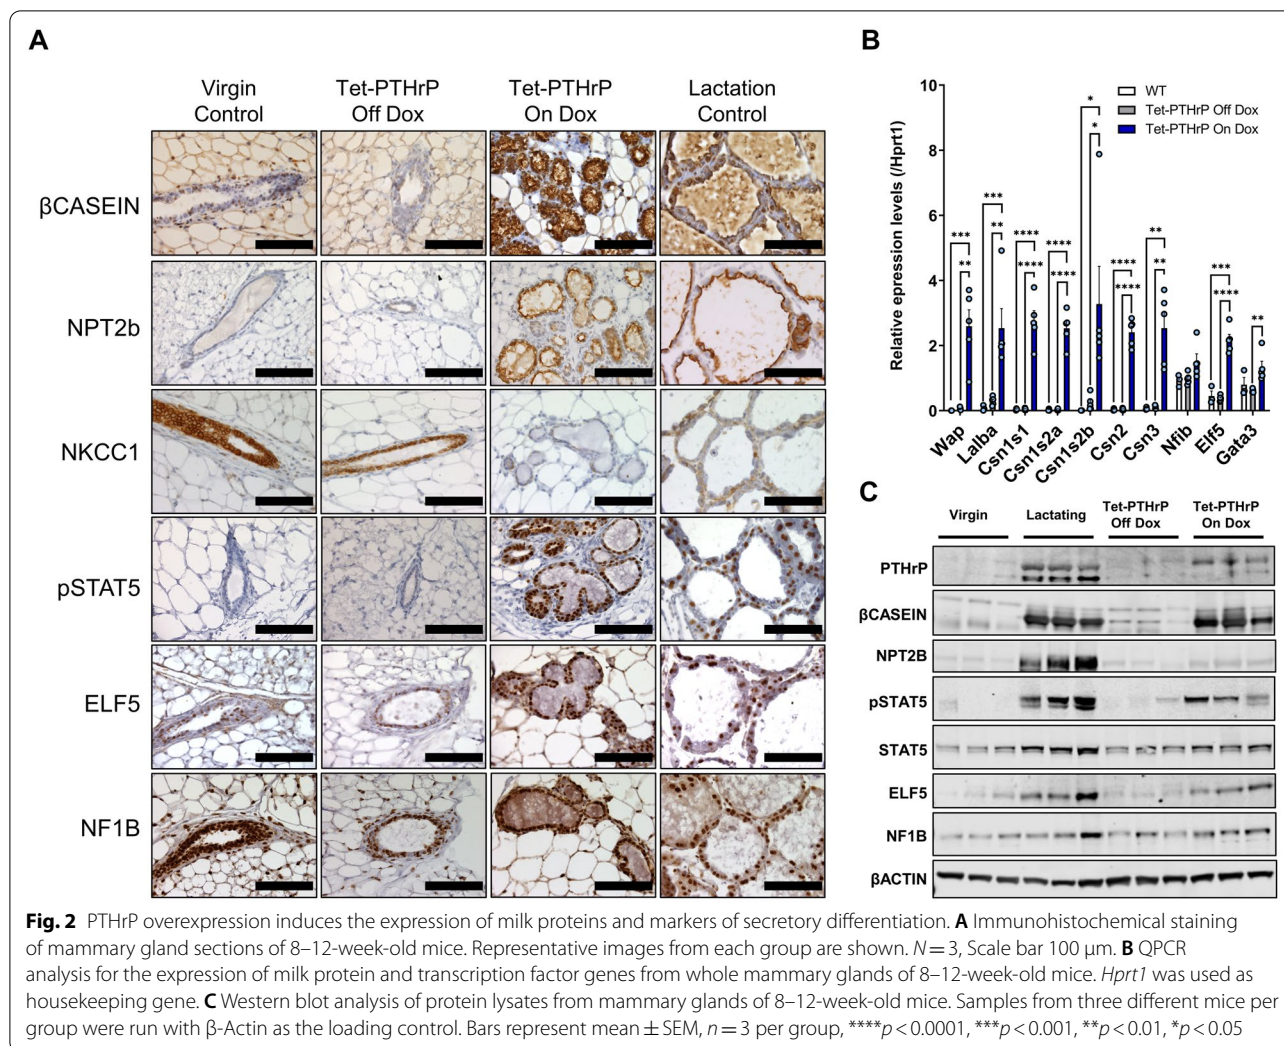 A
Virgin Control
Tet-PTHrP Off Dox
Tet-PTHrP On Dox
Lactation Control
βCASEIN
NPT2b
NKCC1
pSTAT5
ELF5
NF1B
B
Relative epression levels (/Hprt1)
10
8
6
4
2
0
WT
Tet-PTHrP Off Dox
Tet-PTHrP On Dox
***
**
***
**
****
****
****
****
*
*
****
****
**
**
***
****
**
Wap
Lalba
Csn1s1
Csn1s2a
Csn1s2b
Csn2
Csn3
Nfib
Elf5
Gata3
C
Virgin
Lactating
Tet-PTHrP Off Dox
Tet-PTHrP On Dox
PTHrP
βCASEIN
NPT2B
pSTAT5
STAT5
ELF5
NF1B
βACTIN
Fig. 2 PTHrP overexpression induces the expression of milk proteins and markers of secretory differentiation. A Immunohistochemical staining
of mammary gland sections of 8–12-week-old mice. Representative images from each group are shown. N = 3, Scale bar 100 μm. B QPCR
analysis for the expression of milk protein and transcription factor genes from whole mammary glands of 8–12-week-old mice. Hprt1 was used as
housekeeping gene. C Western blot analysis of protein lysates from mammary glands of 8–12-week-old mice. Samples from three different mice per
group were run with β-Actin as the loading control. Bars represent mean ± SEM, n = 3 per group, ****p < 0.0001, ***p < 0.001, **p < 0.01, *p < 0.05